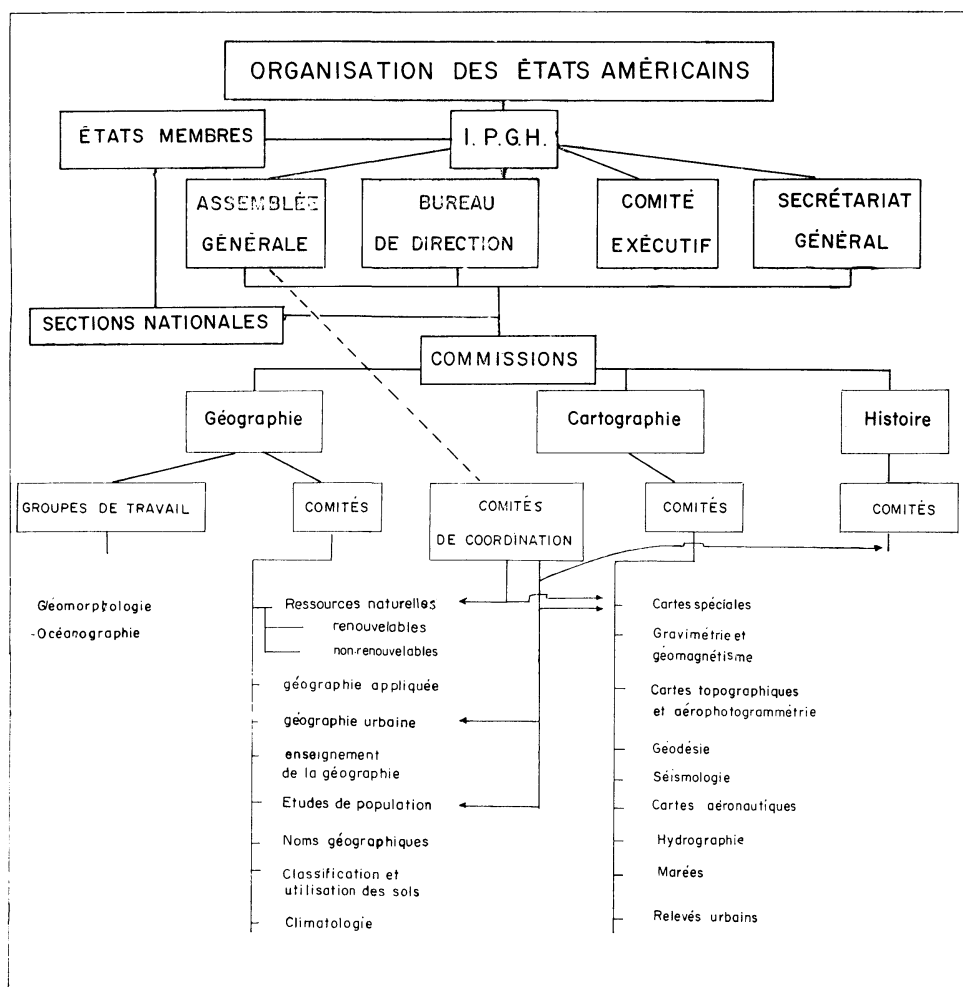 ORGANISATION DES ÉTATS AMÉRICAINS
ÉTATS MEMBRES
I. P.G.H.
ASSEMBLÉE
GÉNÉRALE
BUREAU
DE DIRECTION
COMITÉ
EXÉCUTIF
SECRÉTARIAT
GÉNÉRAL
SECTIONS NATIONALES
COMMISSIONS
Géographie
Cartographie
Histoire
GROUPES DE TRAVAIL
COMITÉS
COMITÉS
DE COORDINATION
COMITÉS
COMITÉS
Géomorphologie
-Océanographie
Ressources naturelles
renouvelables
non-renouvelables
géographie appliquée
géographie urbaine
enseignement
de la géographie
Etudes de population
Noms géographiques
Classification et
utilisation des sols
Climatologie
Cartes spéciales
Gravimétrie et
géomagnétisme
Cartes topographiques
et aérophotogrammétrie
Géodésie
Séismologie
Cartes aéronautiques
Hydrographie
Marées
Relevés urbains